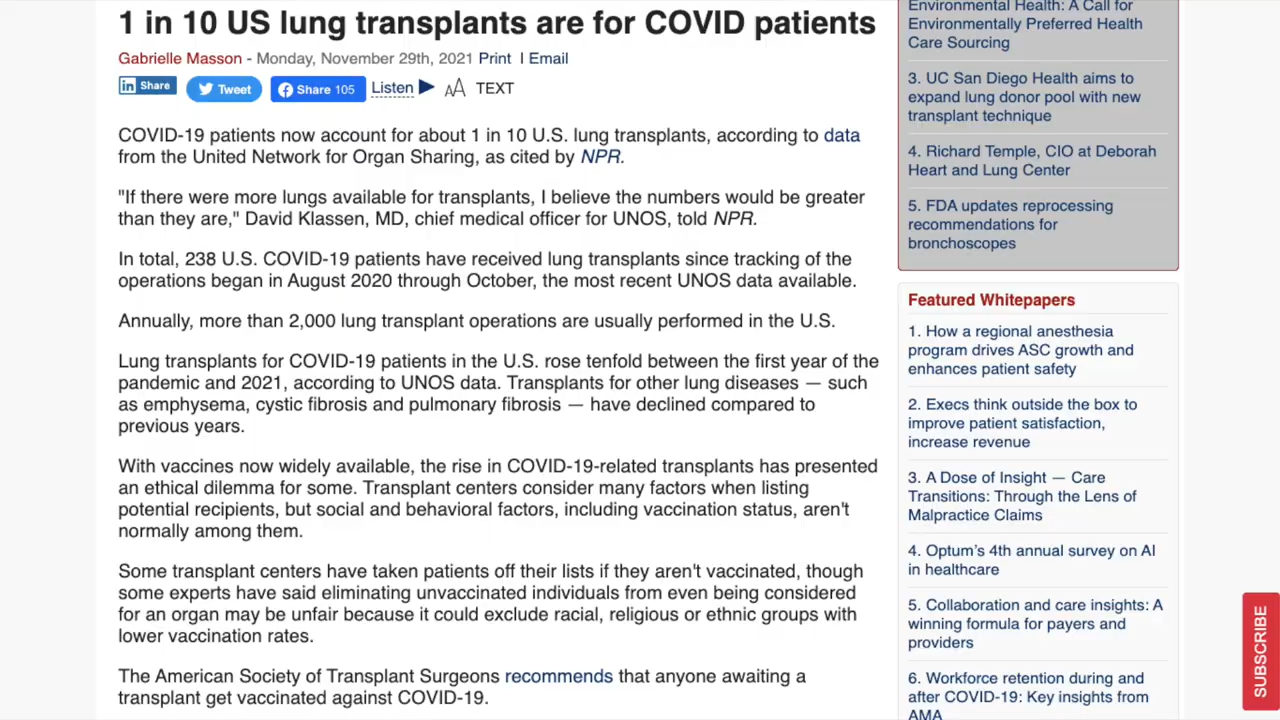 1 in 10 US lung transplants are for COVID patients
Gabrielle Masson - Monday, November 29th, 2021 Print | Email
in Share Tweet Share 105 Listen AA TEXT
COVID-19 patients now account for about 1 in 10 U.S. lung transplants, according to data
from the United Network for Organ Sharing, as cited by NPR.
"If there were more lungs available for transplants, I believe the numbers would be greater
than they are," David Klassen, MD, chief medical officer for UNOS, told NPR.
In total, 238 U.S. COVID-19 patients have received lung transplants since tracking of the
operations began in August 2020 through October, the most recent UNOS data available.
Annually, more than 2,000 lung transplant operations are usually performed in the U.S.
Lung transplants for COVID-19 patients in the U.S. rose tenfold between the first year of the
pandemic and 2021, according to UNOS data. Transplants for other lung diseases — such
as emphysema, cystic fibrosis and pulmonary fibrosis — have declined compared to
previous years.
With vaccines now widely available, the rise in COVID-19-related transplants has presented
an ethical dilemma for some. Transplant centers consider many factors when listing
potential recipients, but social and behavioral factors, including vaccination status, aren't
normally among them.
Some transplant centers have taken patients off their lists if they aren't vaccinated, though
some experts have said eliminating unvaccinated individuals from even being considered
for an organ may be unfair because it could exclude racial, religious or ethnic groups with
lower vaccination rates.
The American Society of Transplant Surgeons recommends that anyone awaiting a
transplant get vaccinated against COVID-19.
Environmental Health: A Call for
Environmentally Preferred Health
Care Sourcing
3. UC San Diego Health aims to
expand lung donor pool with new
transplant technique
4. Richard Temple, CIO at Deborah
Heart and Lung Center
5. FDA updates reprocessing
recommendations for
bronchoscopes
Featured Whitepapers
1. How a regional anesthesia
program drives ASC growth and
enhances patient safety
2. Execs think outside the box to
improve patient satisfaction,
increase revenue
3. A Dose of Insight — Care
Transitions: Through the Lens of
Malpractice Claims
4. Optum's 4th annual survey on AI
in healthcare
5. Collaboration and care insights: A
winning formula for payers and
providers
6. Workforce retention during and
after COVID-19: Key insights from
AMA
SUBSCRIBE